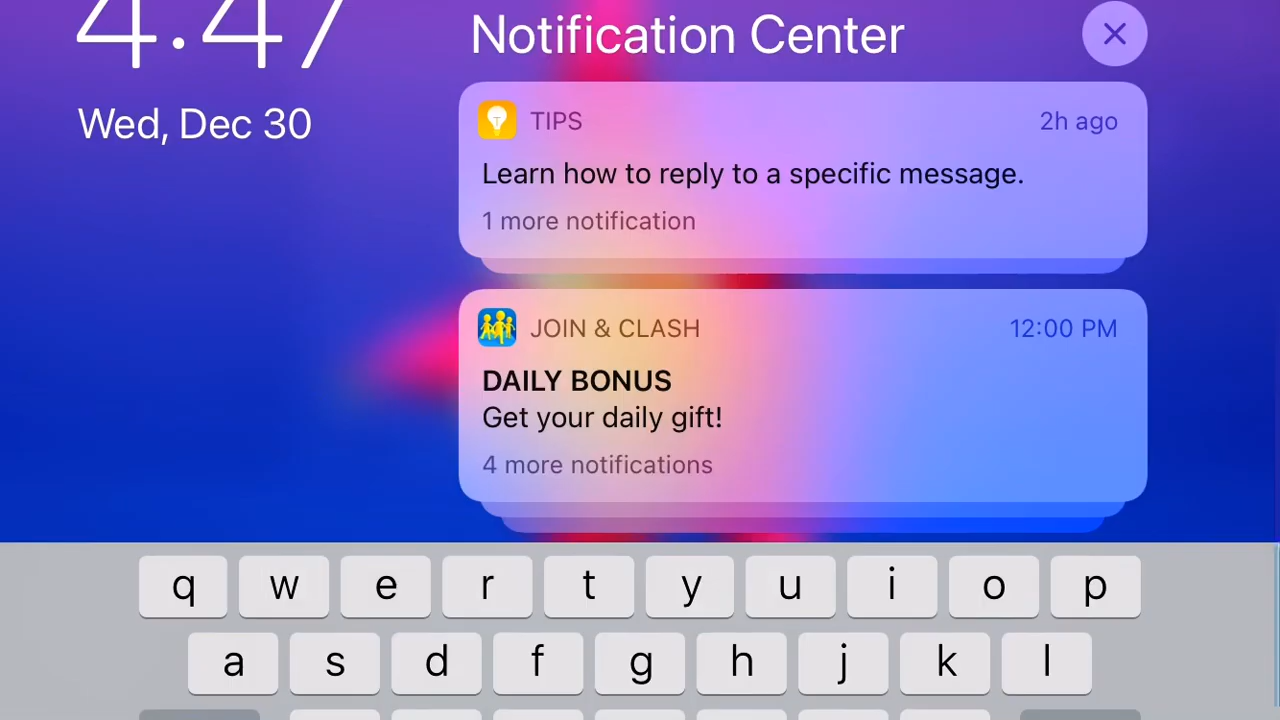 4:47
Wed, Dec 30
Notification Center
TIPS 2h ago
Learn how to reply to a specific message.
1 more notification
JOIN & CLASH 12:00 PM
DAILY BONUS
Get your daily gift!
4 more notifications
q w e r t y u i o p
a s d f g h j k l